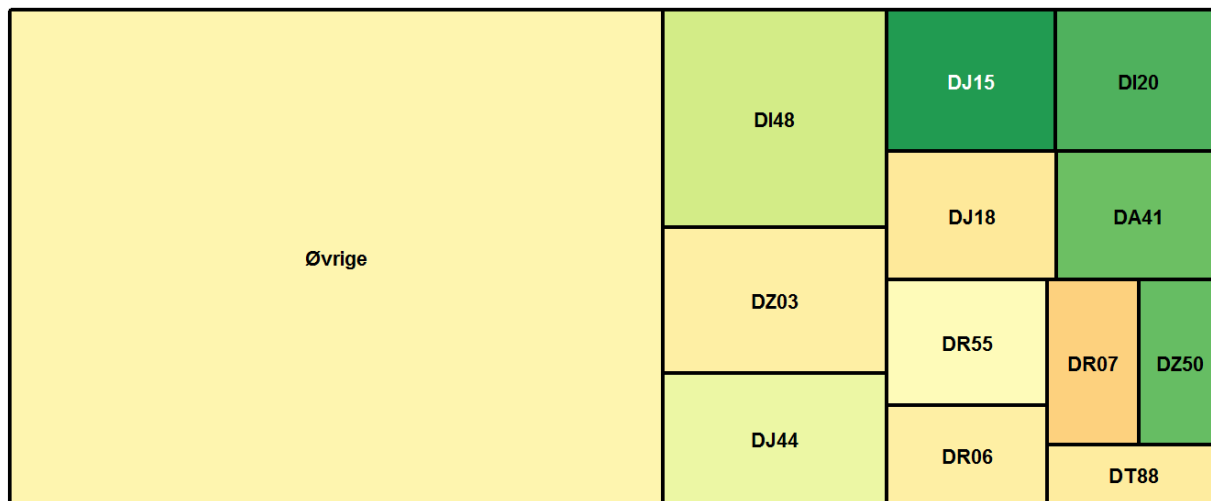 Øvrige
DI48
DZ03
DJ44
DJ15
DI20
DJ18
DA41
DR55
DR06
DR07
DZ50
DT88